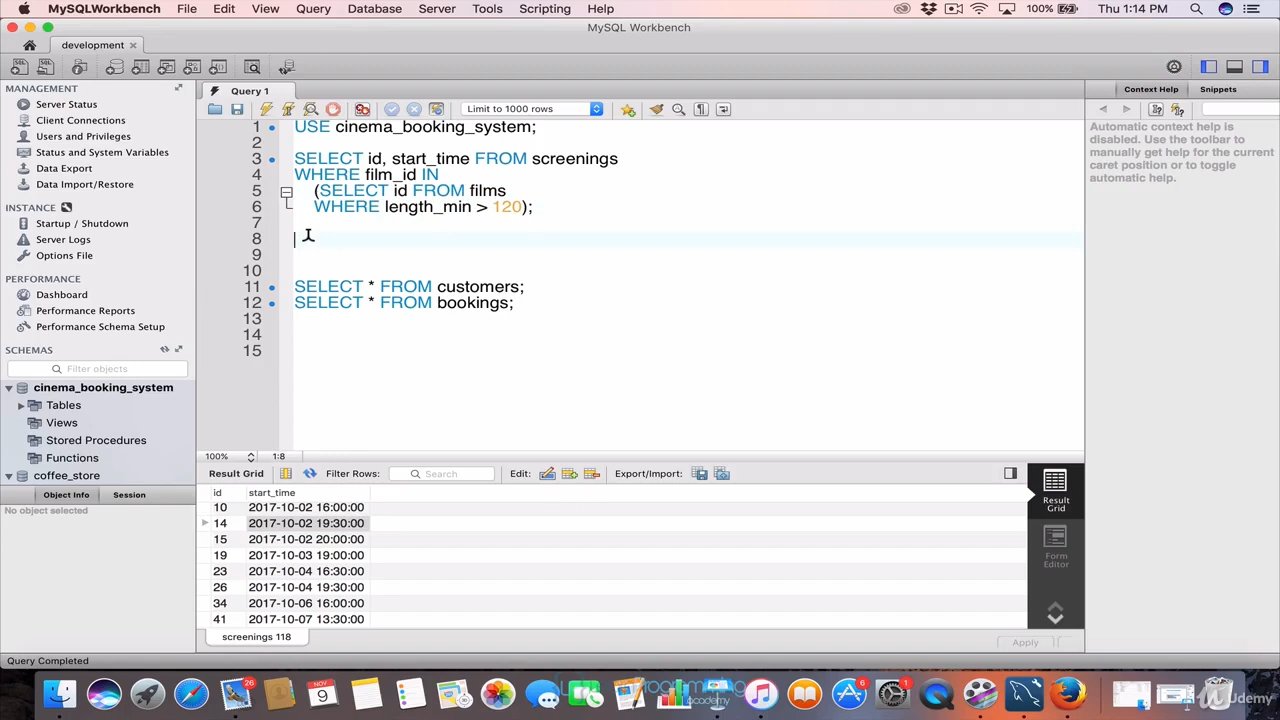 MySQLWorkbench File Edit View Query Database Server Tools Scripting Help 100% Thu 1:14 PM
MySQL Workbench
development
MANAGEMENT
Server Status
Client Connections
Users and Privileges
Status and System Variables
Data Export
Data Import/Restore
INSTANCE
Startup / Shutdown
Server Logs
Options File
PERFORMANCE
Dashboard
Performance Reports
Performance Schema Setup
SCHEMAS
Filter objects
cinema_booking_system
Tables
Views
Stored Procedures
Functions
coffee_store
Object Info Session
No object selected
Query 1
Limit to 1000 rows
1 USE cinema_booking_system;
2
3 SELECT id, start_time FROM screenings
4 WHERE film_id IN
5 (SELECT id FROM films
6 WHERE length_min > 120);
7
8
9
10
11 SELECT * FROM customers;
12 SELECT * FROM bookings;
13
14
15
100% 1:8
Result Grid Filter Rows: Search Edit: Export/Import:
id start_time
10 2017-10-02 16:00:00
14 2017-10-02 19:30:00
15 2017-10-02 20:00:00
19 2017-10-03 19:00:00
23 2017-10-04 16:30:00
26 2017-10-04 19:30:00
34 2017-10-06 16:00:00
41 2017-10-07 13:30:00
screenings 118
Result Grid
Form Editor
Apply
Context Help Snippets
Automatic context help is
disabled. Use the toolbar to
manually get help for the current
caret position or to toggle
automatic help.
Query Completed
26
NOV
9
6
1
academy
Udemy